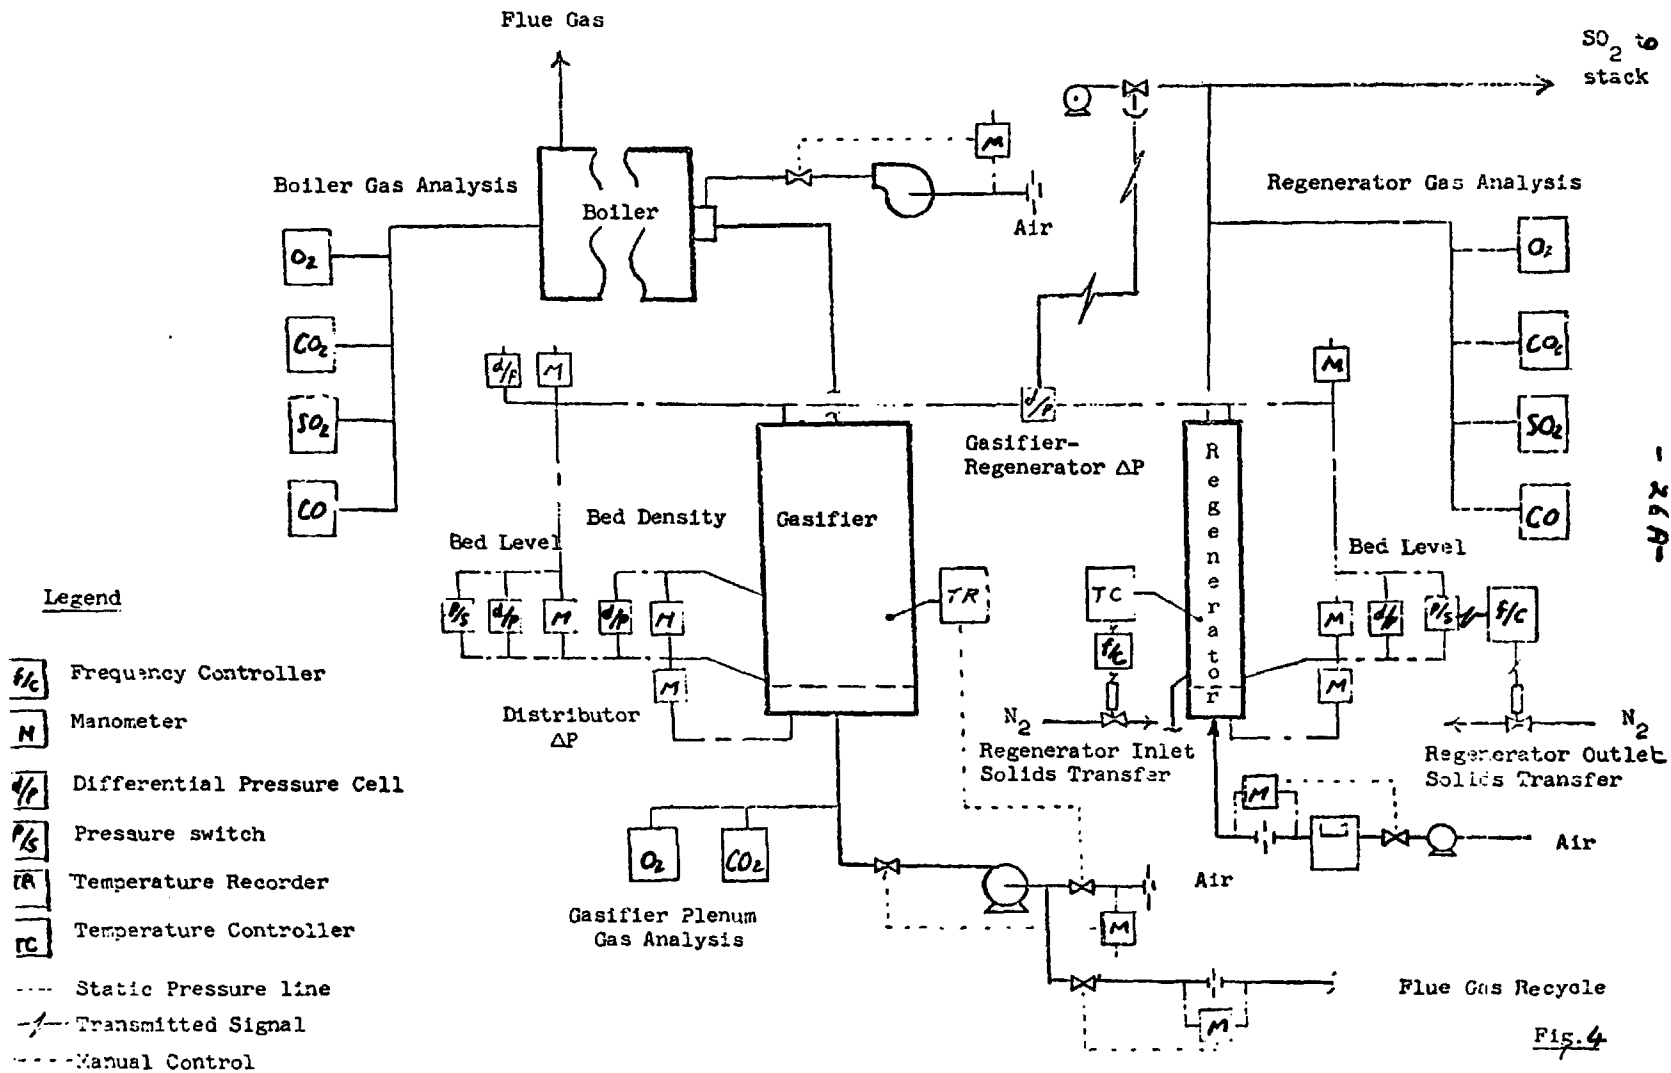 Flue Gas
SO2 to
stack
Boiler Gas Analysis
Boiler
M
Air
Regenerator Gas Analysis
O2
CO2
SO2
CO
O2
CO2
SO2
CO
d/p
M
d/p
M
Gasifier-
Regenerator ΔP
Bed Density
Gasifier
Regenerator
Bed Level
Bed Level
P/S
d/p
M
d/p
M
TR
TC
f/c
M
d/p
P/S
f/c
M
M
Distributor
ΔP
N2
Regenerator Inlet
Solids Transfer
N2
Regenerator Outlet
Solids Transfer
M
Air
O2
CO2
Gasifier Plenum
Gas Analysis
Air
M
Flue Gas Recycle
M
Legend
f/c Frequency Controller
M Manometer
d/p Differential Pressure Cell
P/S Pressure switch
TR Temperature Recorder
TC Temperature Controller
Static Pressure line
Transmitted Signal
Manual Control
- 26A-
Fig.4